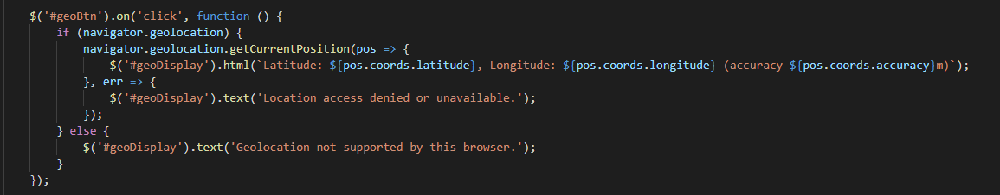 $('#geoBtn').on('click', function () {
    if (navigator.geolocation) {
        navigator.geolocation.getCurrentPosition(pos => {
            $('#geoDisplay').html(`Latitude: ${pos.coords.latitude}, Longitude: ${pos.coords.longitude} (accuracy ${pos.coords.accuracy}m)`);
        }, err => {
            $('#geoDisplay').text('Location access denied or unavailable.');
        });
    } else {
        $('#geoDisplay').text('Geolocation not supported by this browser.');
    }
});